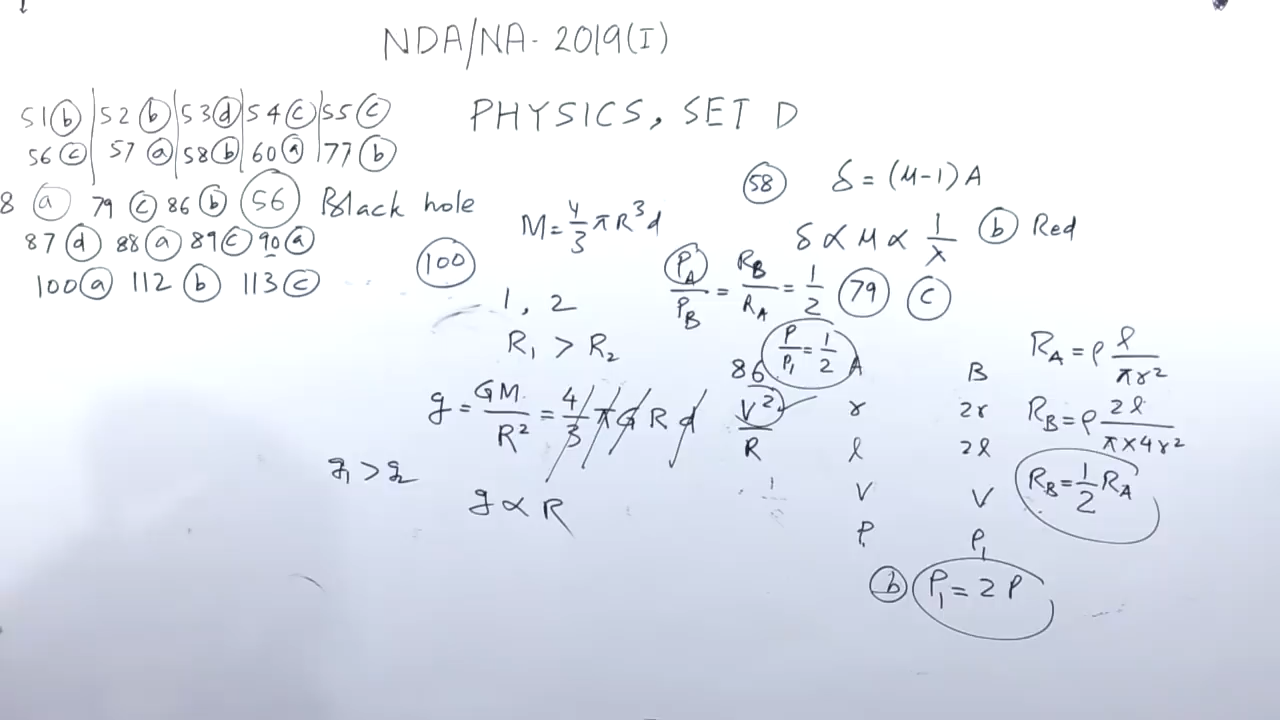 NDA/NA- 2019(I)
PHYSICS, SET D
51 (b) | 52 (b) | 53 (d) | 54 (c) | 55 (c)
56 (c) | 57 (a) | 58 (b) | 60 (a) | 77 (b)
8 (a) 79 (c) 86 (b) (56) Black hole
87 (d) 88 (a) 89 (c) 90 (a)
100 (a) 112 (b) 113 (c)
(58) δ = (μ-1) A
δ ∝ μ ∝ 1/λ (b) Red
(100) M = 4/3 π R³ d
1, 2
R₁ > R₂
g = GM/R² = 4/3 π G R d
g₁ > g₂
g ∝ R
P_A/P_B = R_B/R_A = 1/2 (79) (c)
P/P₁ = 1/2
86 A B
V²/R r 2r
l 2l
V V
P P₁
(b) P₁ = 2P
R_A = ρ l/πr²
R_B = ρ 2l/π×4r²
R_B = 1/2 R_A